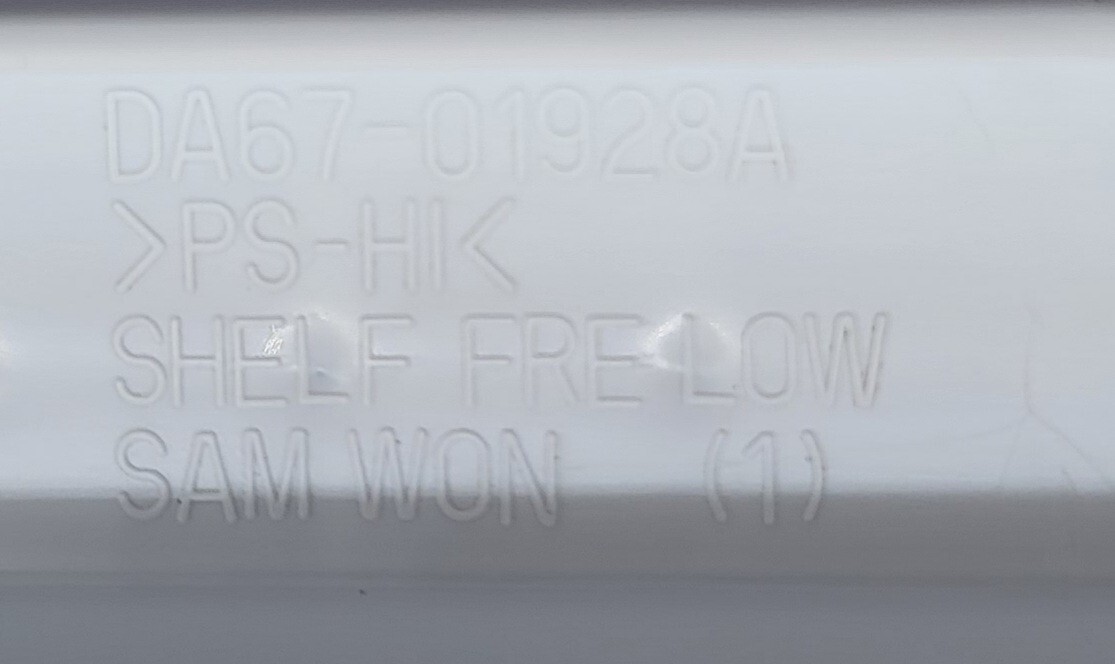 DA67-01928A
>PS-HI<
SHELF FRE LOW
SAM WON (1)